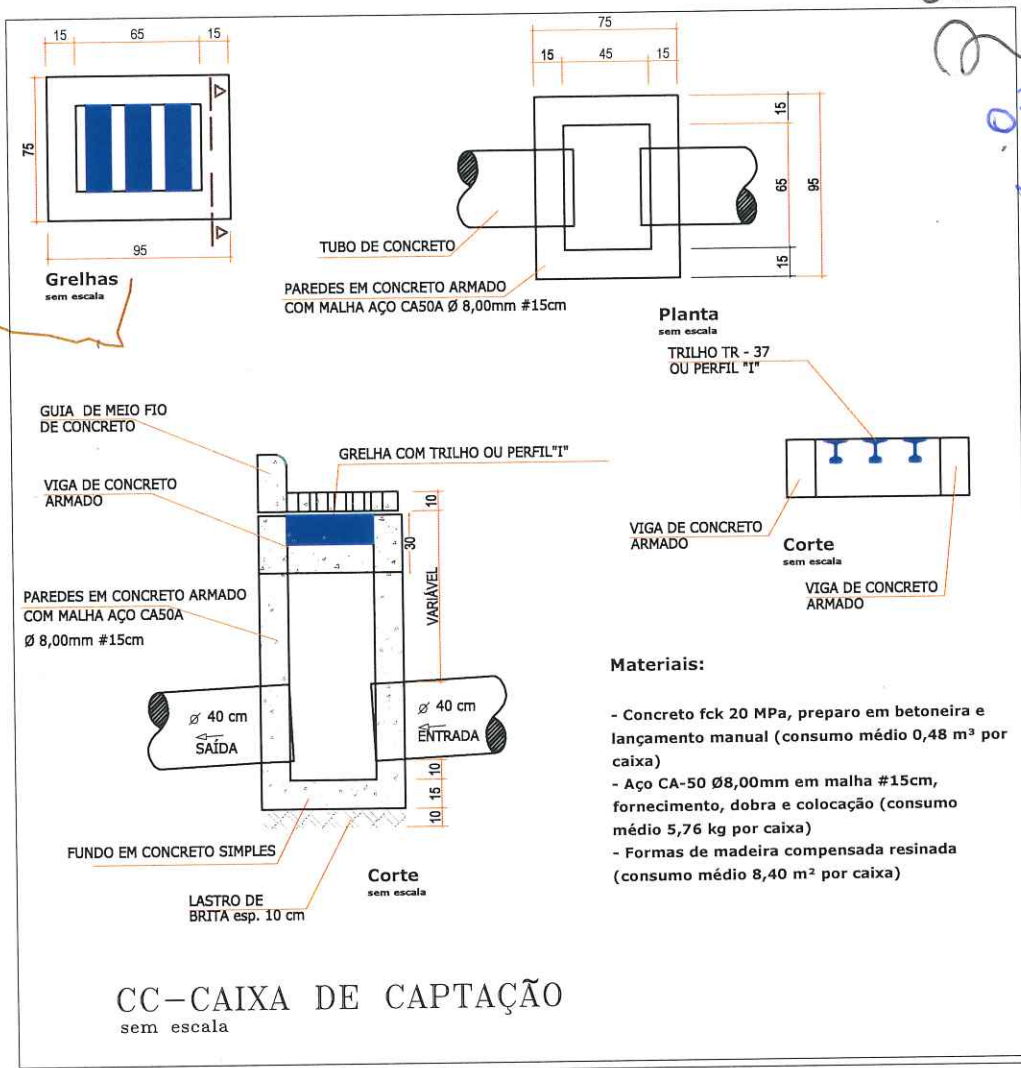 15 65 15
75
95
Grelhas
sem escala
75
15 45 15
15
65
95
15
TUBO DE CONCRETO
PAREDES EM CONCRETO ARMADO
COM MALHA AÇO CA50A Ø 8,00mm #15cm
Planta
sem escala
TRILHO TR - 37
OU PERFIL "I"
VIGA DE CONCRETO
ARMADO
Corte
sem escala
VIGA DE CONCRETO
ARMADO
GUIA DE MEIO FIO
DE CONCRETO
GRELHA COM TRILHO OU PERFIL"I"
VIGA DE CONCRETO
ARMADO
10
30
VARIÁVEL
PAREDES EM CONCRETO ARMADO
COM MALHA AÇO CA50A
Ø 8,00mm #15cm
Ø 40 cm
SAÍDA
Ø 40 cm
ENTRADA
10
15
10
FUNDO EM CONCRETO SIMPLES
Corte
sem escala
LASTRO DE
BRITA esp. 10 cm
Materiais:
- Concreto fck 20 MPa, preparo em betoneira e
lançamento manual (consumo médio 0,48 m³ por
caixa)
- Aço CA-50 Ø8,00mm em malha #15cm,
fornecimento, dobra e colocação (consumo
médio 5,76 kg por caixa)
- Formas de madeira compensada resinada
(consumo médio 8,40 m² por caixa)
CC-CAIXA DE CAPTAÇÃO
sem escala